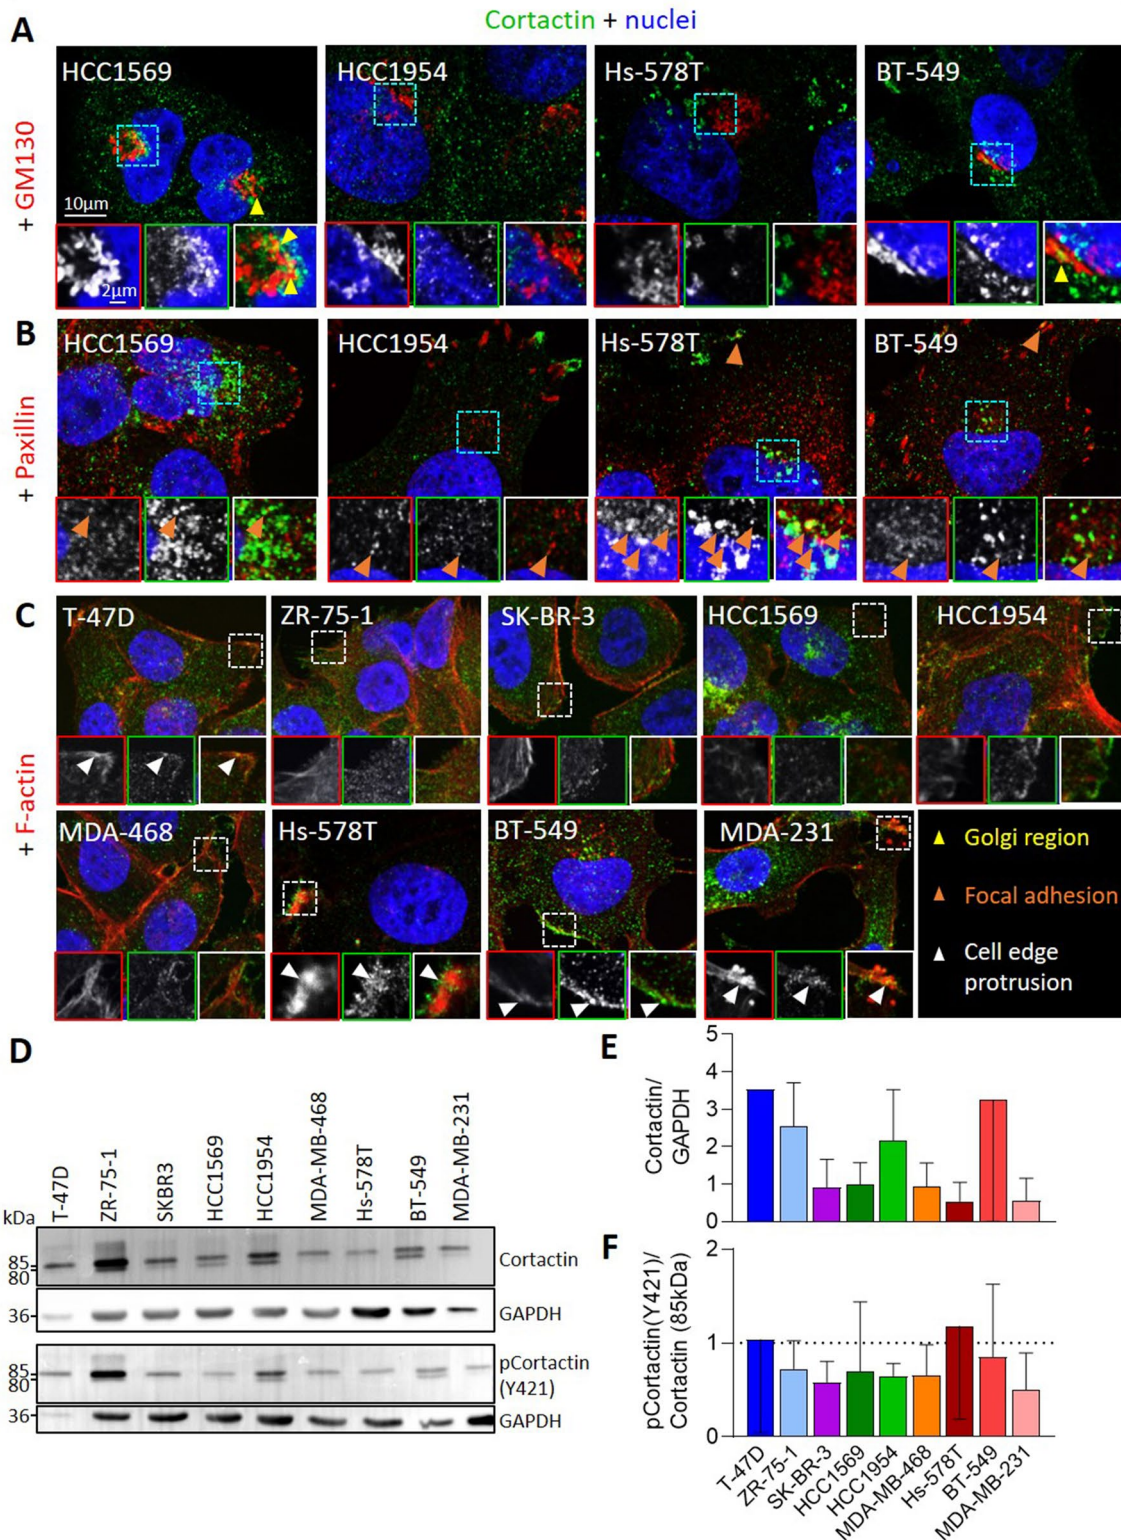 Cortactin + nuclei
A
+ GM130
HCC1569
HCC1954
Hs-578T
BT-549
10µm
2µm
B
+ Paxillin
HCC1569
HCC1954
Hs-578T
BT-549
C
+ F-actin
T-47D
ZR-75-1
SK-BR-3
HCC1569
HCC1954
MDA-468
Hs-578T
BT-549
MDA-231
Golgi region
Focal adhesion
Cell edge
protrusion
D
kDa
T-47D
ZR-75-1
SKBR3
HCC1569
HCC1954
MDA-MB-468
Hs-578T
BT-549
MDA-MB-231
85
80
Cortactin
36
GAPDH
85
80
pCortactin
(Y421)
36
GAPDH
E
Cortactin/
GAPDH
5
4
3
2
1
0
F
pCortactin(Y421)/
Cortactin (85kDa)
2
1
0
T-47D
ZR-75-1
SK-BR-3
HCC1569
HCC1954
MDA-MB-468
Hs-578T
BT-549
MDA-MB-231